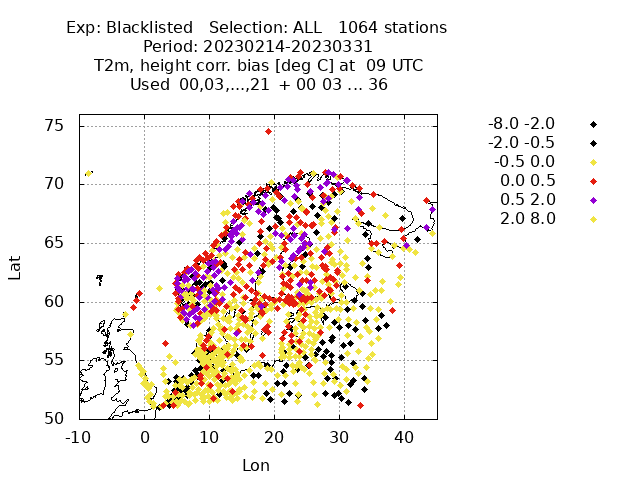 Exp: Blacklisted   Selection: ALL   1064 stations
Period: 20230214-20230331
T2m, height corr. bias [deg C] at  09 UTC
Used  00,03,...,21  + 00 03 ... 36
-8.0 -2.0
-2.0 -0.5
-0.5 0.0
0.0 0.5
0.5 2.0
2.0 8.0
75
70
65
60
55
50
Lat
-10 0 10 20 30 40
Lon